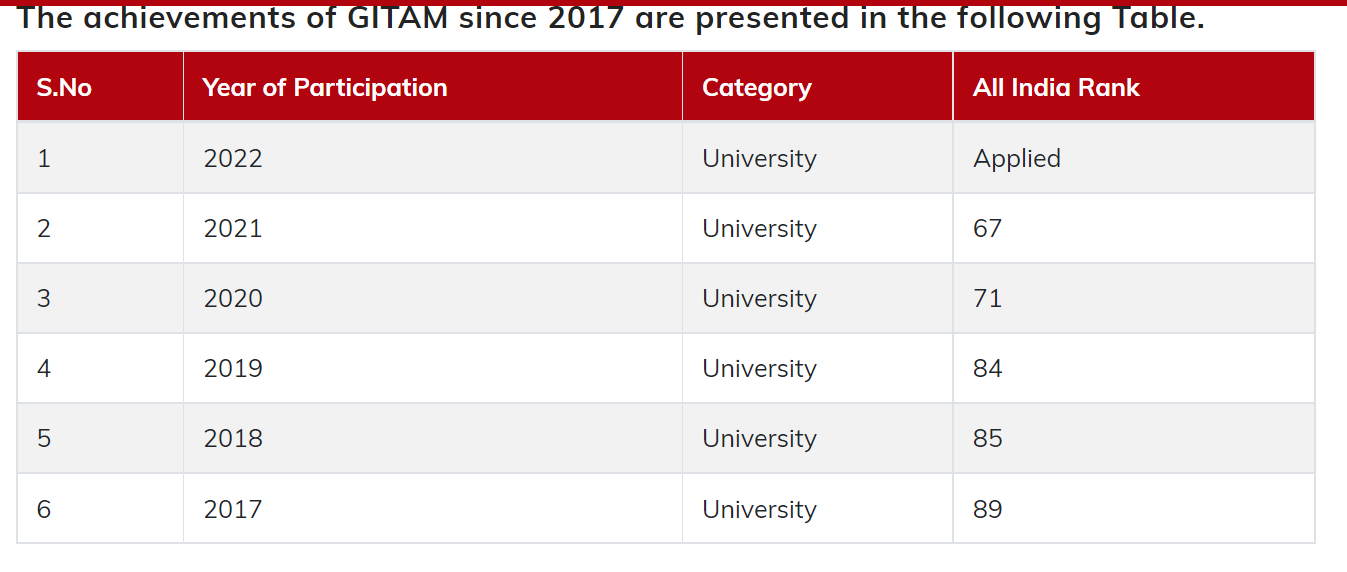 The achievements of GITAM since 2017 are presented in the following Table.
S.No Year of Participation Category All India Rank
1 2022 University Applied
2 2021 University 67
3 2020 University 71
4 2019 University 84
5 2018 University 85
6 2017 University 89